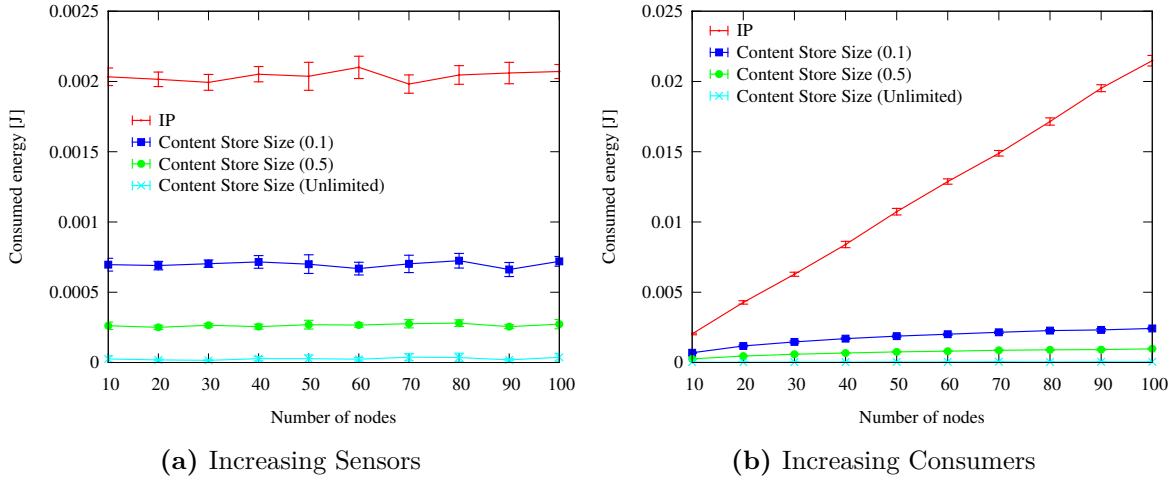 0.0025
0.002
0.0015
0.001
0.0005
0
Consumed energy [J]
IP
Content Store Size (0.1)
Content Store Size (0.5)
Content Store Size (Unlimited)
10 20 30 40 50 60 70 80 90 100
Number of nodes
(a) Increasing Sensors
0.025
0.02
0.015
0.01
0.005
0
Consumed energy [J]
IP
Content Store Size (0.1)
Content Store Size (0.5)
Content Store Size (Unlimited)
10 20 30 40 50 60 70 80 90 100
Number of nodes
(b) Increasing Consumers